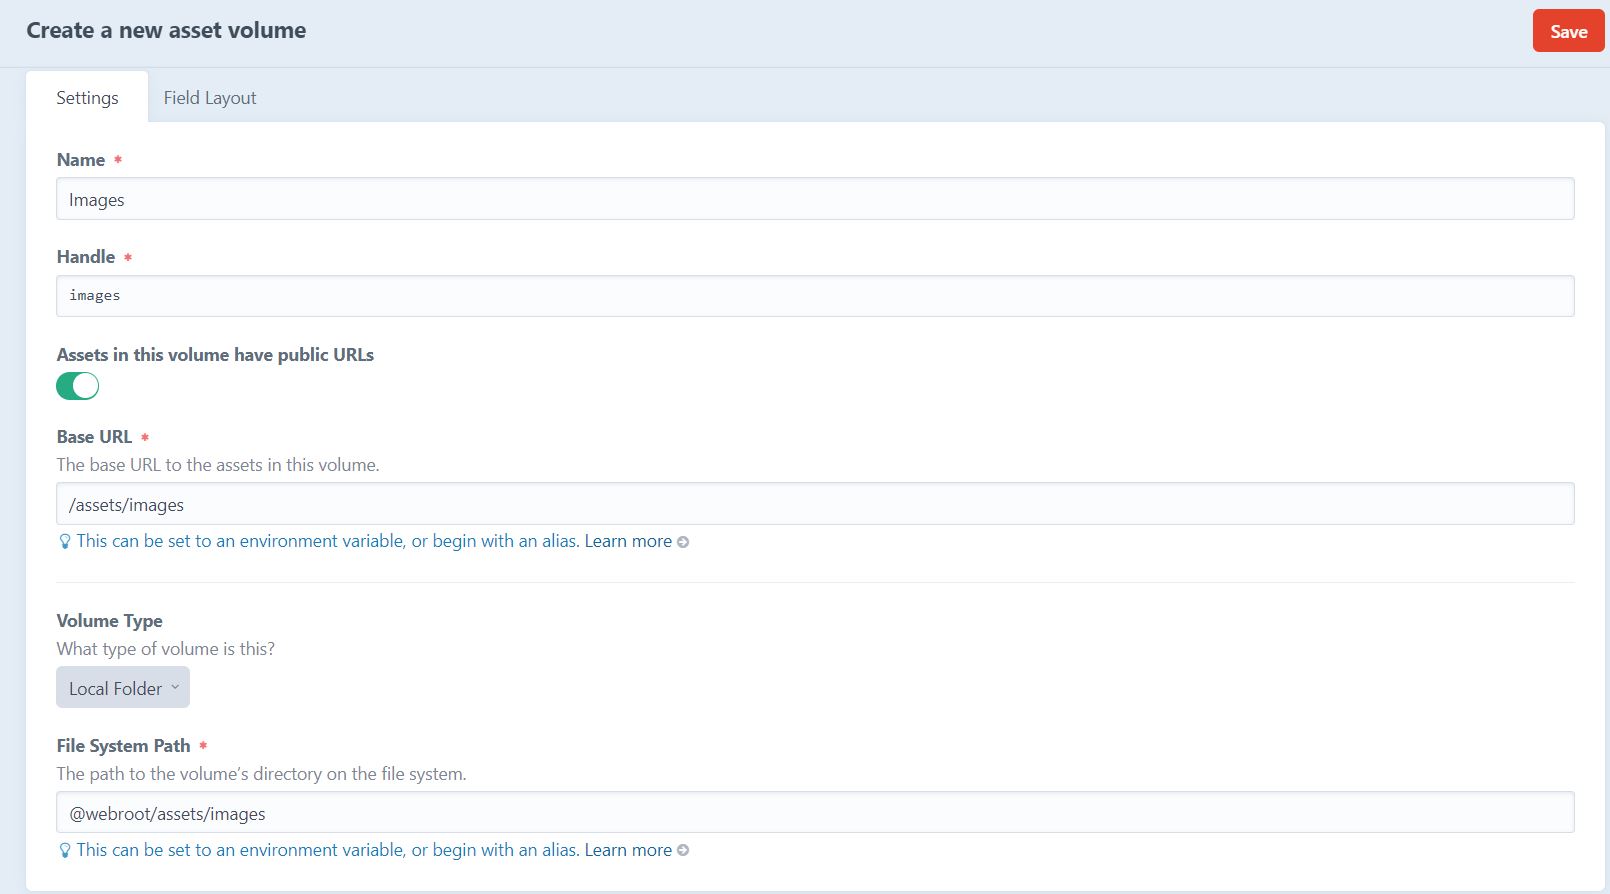 Create a new asset volume
Save
Settings
Field Layout
Name *
Images
Handle *
images
Assets in this volume have public URLs
Base URL *
The base URL to the assets in this volume.
/assets/images
This can be set to an environment variable, or begin with an alias. Learn more
Volume Type
What type of volume is this?
Local Folder
File System Path *
The path to the volume’s directory on the file system.
@webroot/assets/images
This can be set to an environment variable, or begin with an alias. Learn more